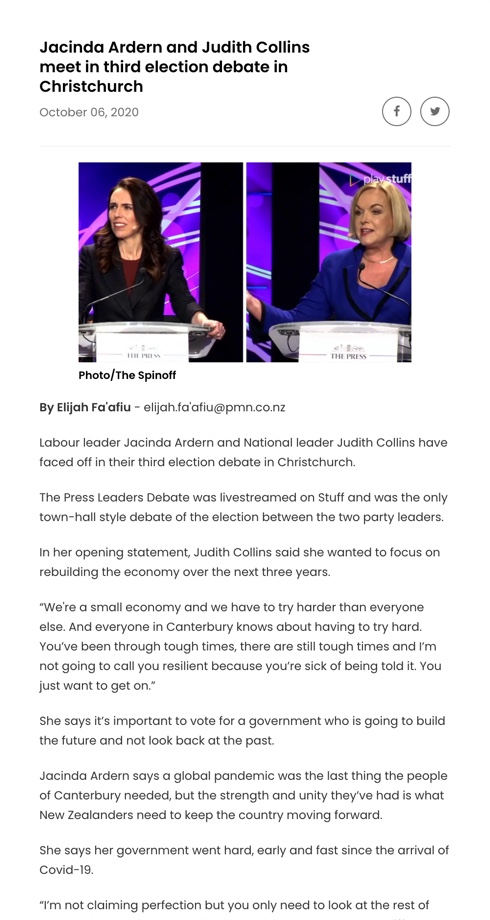 Jacinda Ardern and Judith Collins
meet in third election debate in
Christchurch
October 06, 2020
playstuff
THE PRESS
THE PRESS
Photo/The Spinoff
By Elijah Fa'afiu - elijah.fa'afiu@pmn.co.nz
Labour leader Jacinda Ardern and National leader Judith Collins have
faced off in their third election debate in Christchurch.
The Press Leaders Debate was livestreamed on Stuff and was the only
town-hall style debate of the election between the two party leaders.
In her opening statement, Judith Collins said she wanted to focus on
rebuilding the economy over the next three years.
“We're a small economy and we have to try harder than everyone
else. And everyone in Canterbury knows about having to try hard.
You’ve been through tough times, there are still tough times and I’m
not going to call you resilient because you’re sick of being told it. You
just want to get on.”
She says it’s important to vote for a government who is going to build
the future and not look back at the past.
Jacinda Ardern says a global pandemic was the last thing the people
of Canterbury needed, but the strength and unity they’ve had is what
New Zealanders need to keep the country moving forward.
She says her government went hard, early and fast since the arrival of
Covid-19.
“I’m not claiming perfection but you only need to look at the rest of